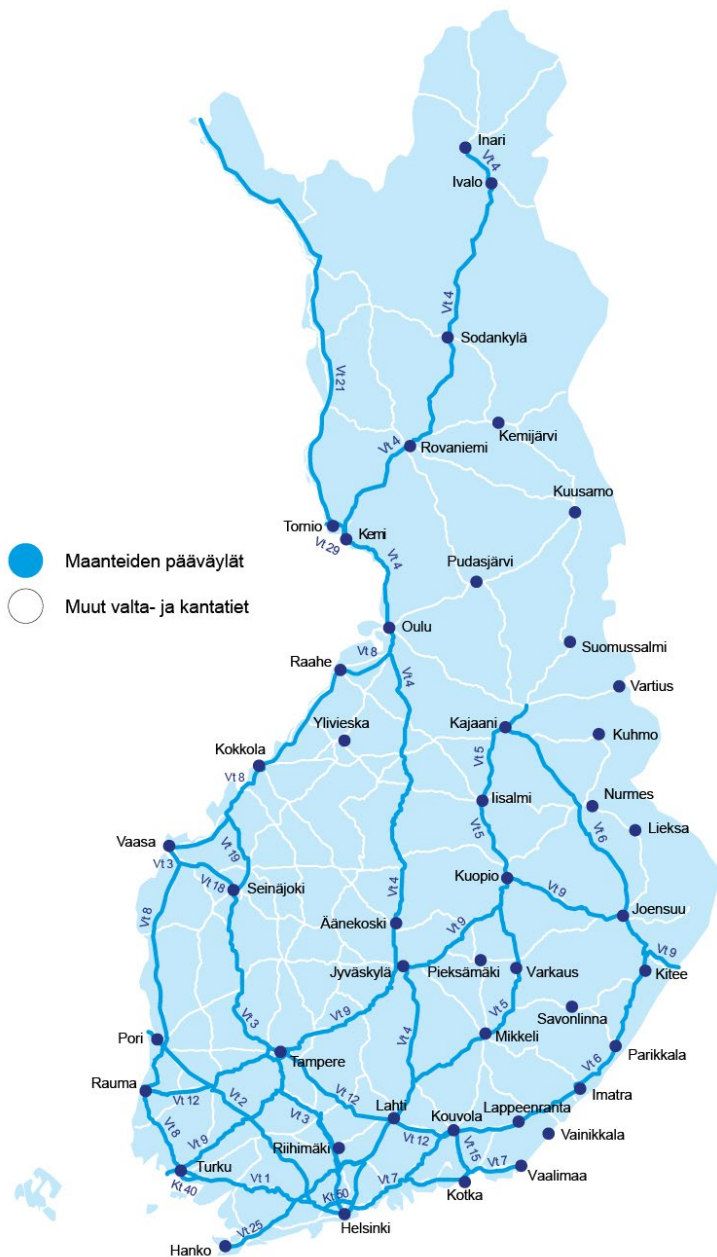 Inari
Vt 4
Ivalo
Vt 4
Sodankylä
Vt 21
Kemijärvi
Vt 4
Rovaniemi
Kuusamo
Tornio
Kemi
Vt 29
Vt 4
Maanteiden pääväylät
Pudasjärvi
Muut valta- ja kantatiet
Oulu
Suomussalmi
Vt 8
Raahe
Vt 4
Vartius
Ylivieska
Kajaani
Kuhmo
Kokkola
Vt 5
Vt 8
Iisalmi
Nurmes
Lieksa
Vt 6
Vt 5
Vaasa
Vt 19
Vt 3
Vt 18
Seinäjoki
Kuopio
Vt 9
Vt 4
Vt 8
Äänekoski
Joensuu
Vt 9
Vt 9
Jyväskylä
Pieksämäki
Varkaus
Kitee
Savonlinna
Vt 3
Vt 9
Vt 5
Mikkeli
Pori
Vt 4
Tampere
Parikkala
Vt 6
Rauma
Vt 12
Vt 2
Vt 12
Imatra
Vt 3
Lahti
Kouvola
Lappeenranta
Vt 8
Vt 9
Vt 12
Vainikkala
Riihimäki
Vt 15
Turku
Vt 1
Vt 7
Vt 7
Vaalimaa
Kt 40
Kt 50
Kotka
Helsinki
Vt 25
Hanko